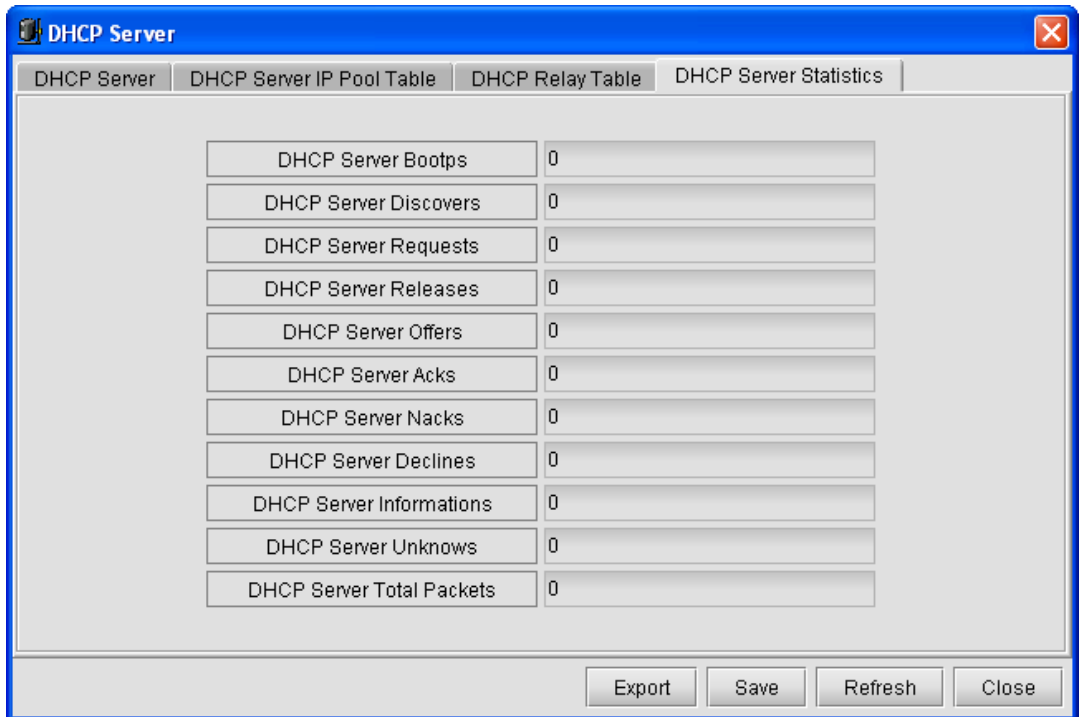 DHCP Server
DHCP Server DHCP Server IP Pool Table DHCP Relay Table DHCP Server Statistics
DHCP Server Bootps 0
DHCP Server Discovers 0
DHCP Server Requests 0
DHCP Server Releases 0
DHCP Server Offers 0
DHCP Server Acks 0
DHCP Server Nacks 0
DHCP Server Declines 0
DHCP Server Informations 0
DHCP Server Unknows 0
DHCP Server Total Packets 0
Export Save Refresh Close